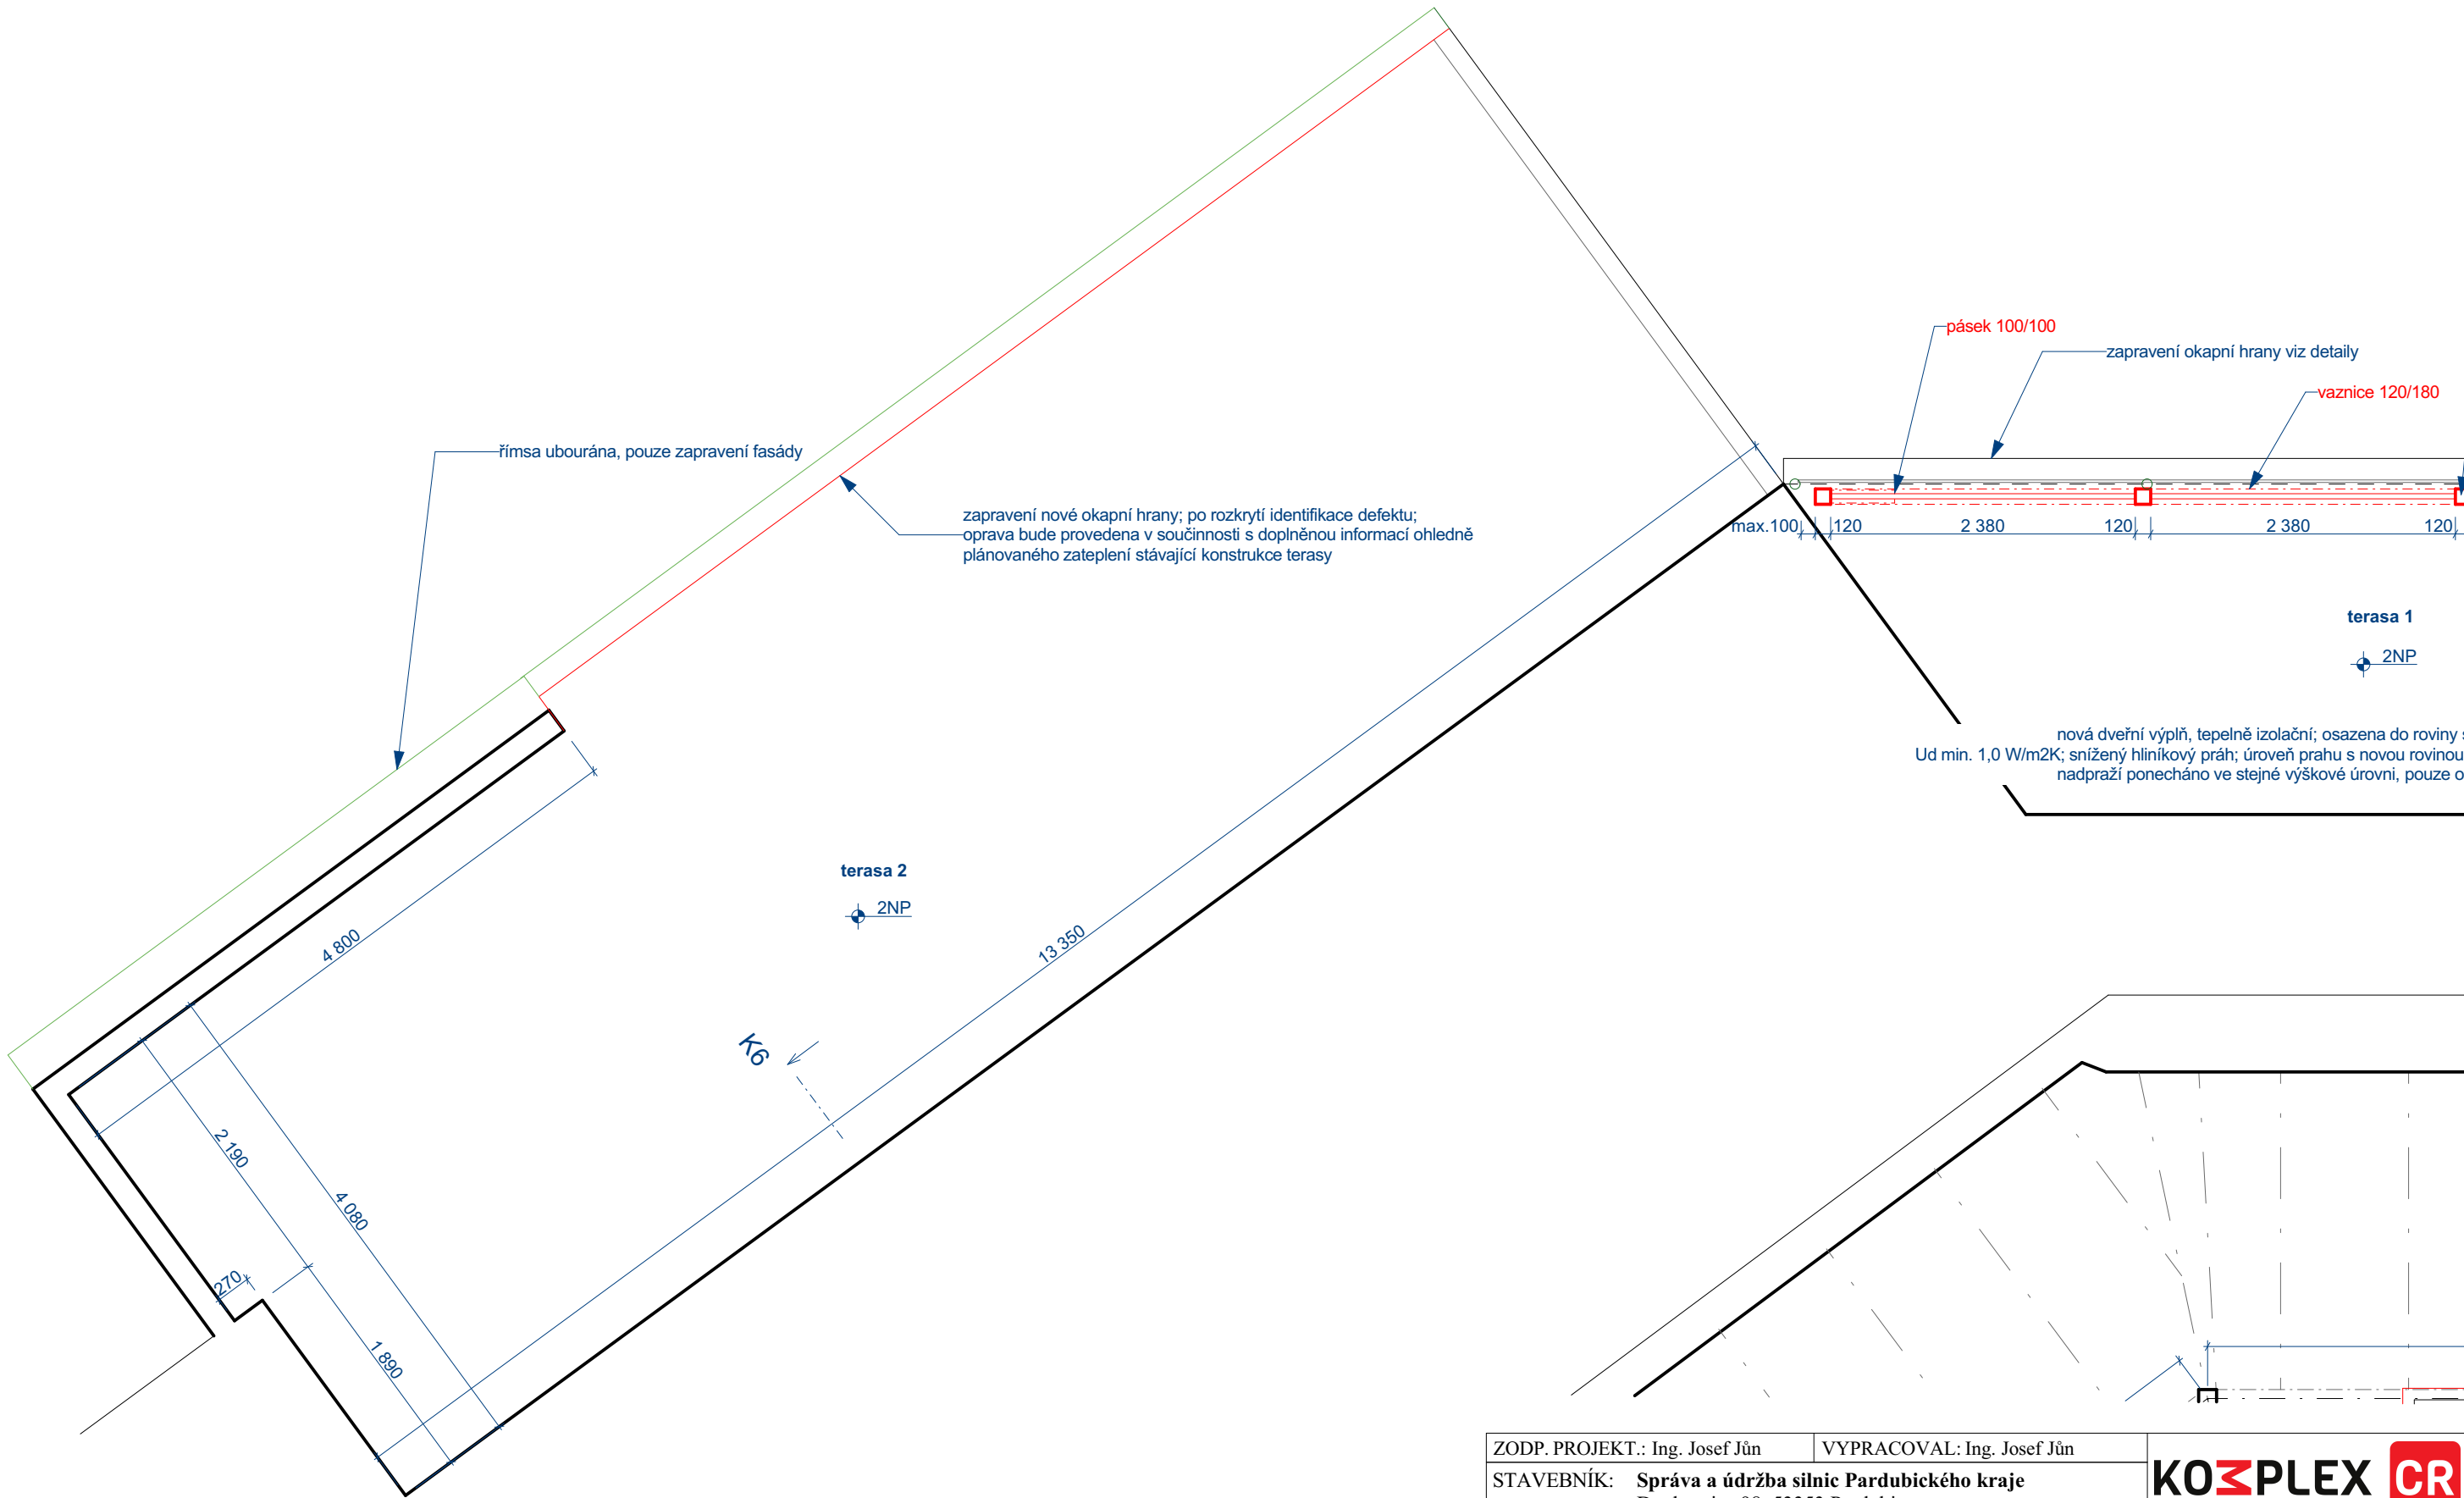 pásek 100/100
zapravení okapní hrany viz detaily
vaznice 120/180
římsa ubourána, pouze zapravení fasády
zapravení nové okapní hrany; po rozkrytí identifikace defektu;
oprava bude provedena v součinnosti s doplněnou informací ohledně
plánovaného zateplení stávající konstrukce terasy
max.100 120 2 380 120 2 380 120
terasa 1
2NP
nová dveřní výplň, tepelně izolační; osazena do roviny
Ud min. 1,0 W/m2K; snížený hliníkový práh; úroveň prahu s novou rovinou
nadpraží ponecháno ve stejné výškové úrovni, pouze
terasa 2
2NP
4 800
13 350
K6
2 190
4 080
270
1 890
ZODP. PROJEKT.: Ing. Josef Jůn VYPRACOVAL: Ing. Josef Jůn
STAVEBNÍK: Správa a údržba silnic Pardubického kraje
KOMPLEX CR